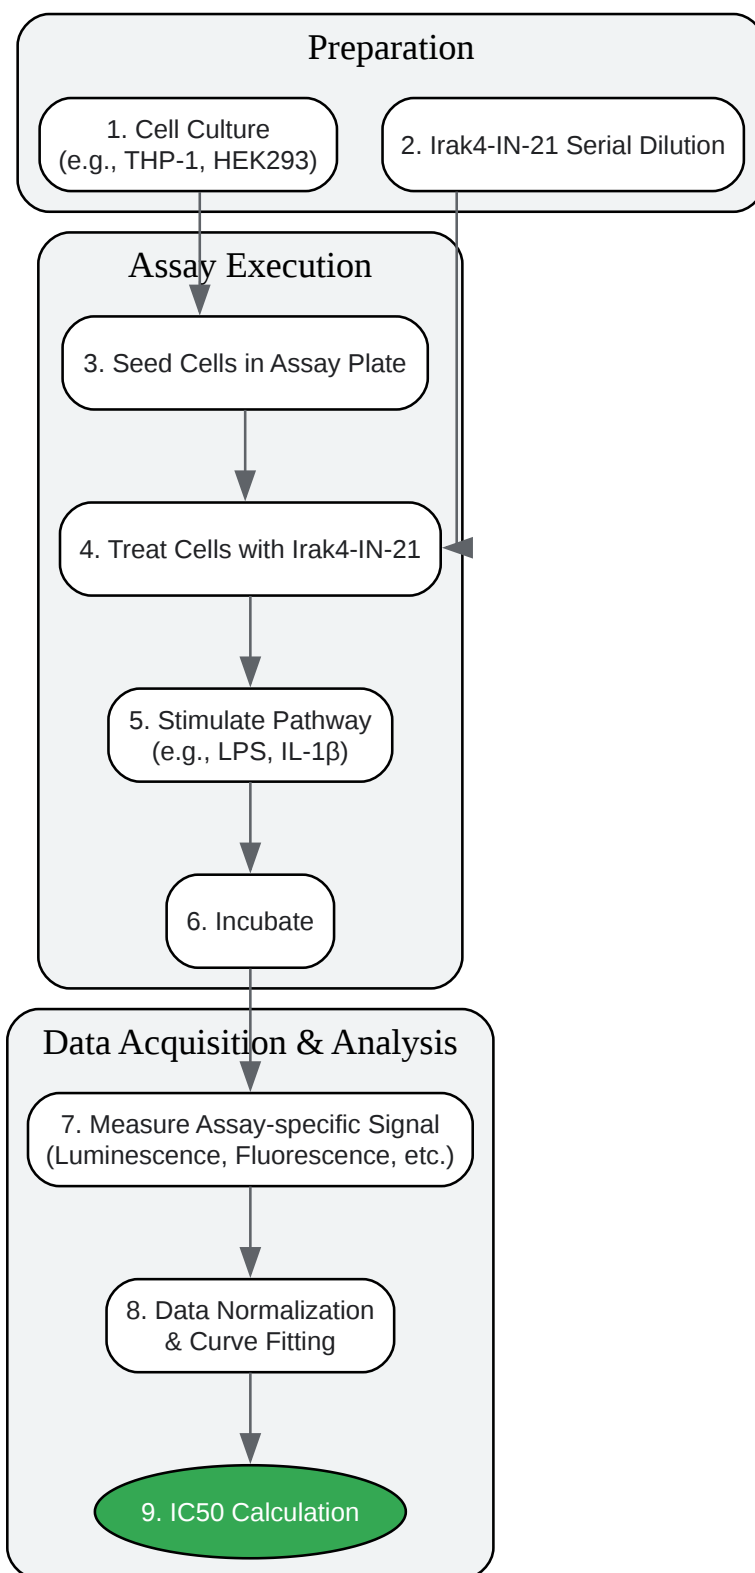 Preparation
1. Cell Culture
(e.g., THP-1, HEK293)
2. Irak4-IN-21 Serial Dilution
Assay Execution
3. Seed Cells in Assay Plate
4. Treat Cells with Irak4-IN-21
5. Stimulate Pathway
(e.g., LPS, IL-1β)
6. Incubate
Data Acquisition & Analysis
7. Measure Assay-specific Signal
(Luminescence, Fluorescence, etc.)
8. Data Normalization
& Curve Fitting
9. IC50 Calculation